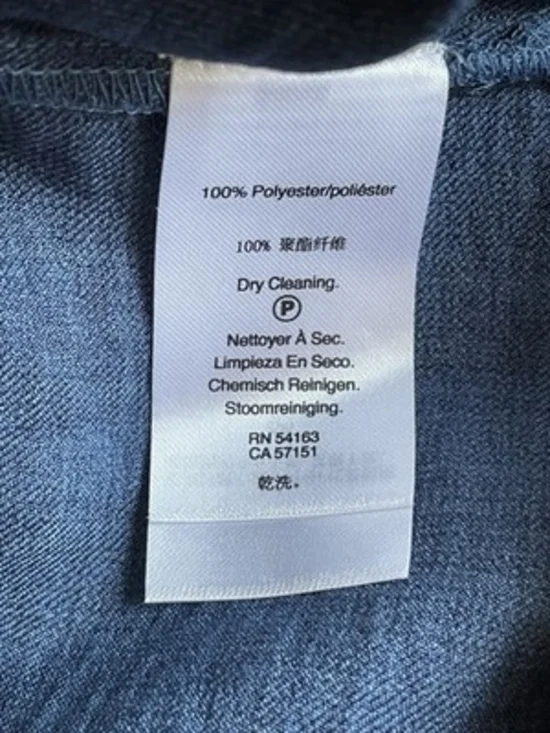 100% Polyester/poliéster
100% 聚酯纤维
Dry Cleaning.
P
Nettoyer À Sec.
Limpieza En Seco.
Chemisch Reinigen.
Stoomreiniging.
RN 54163
CA 57151
乾洗。